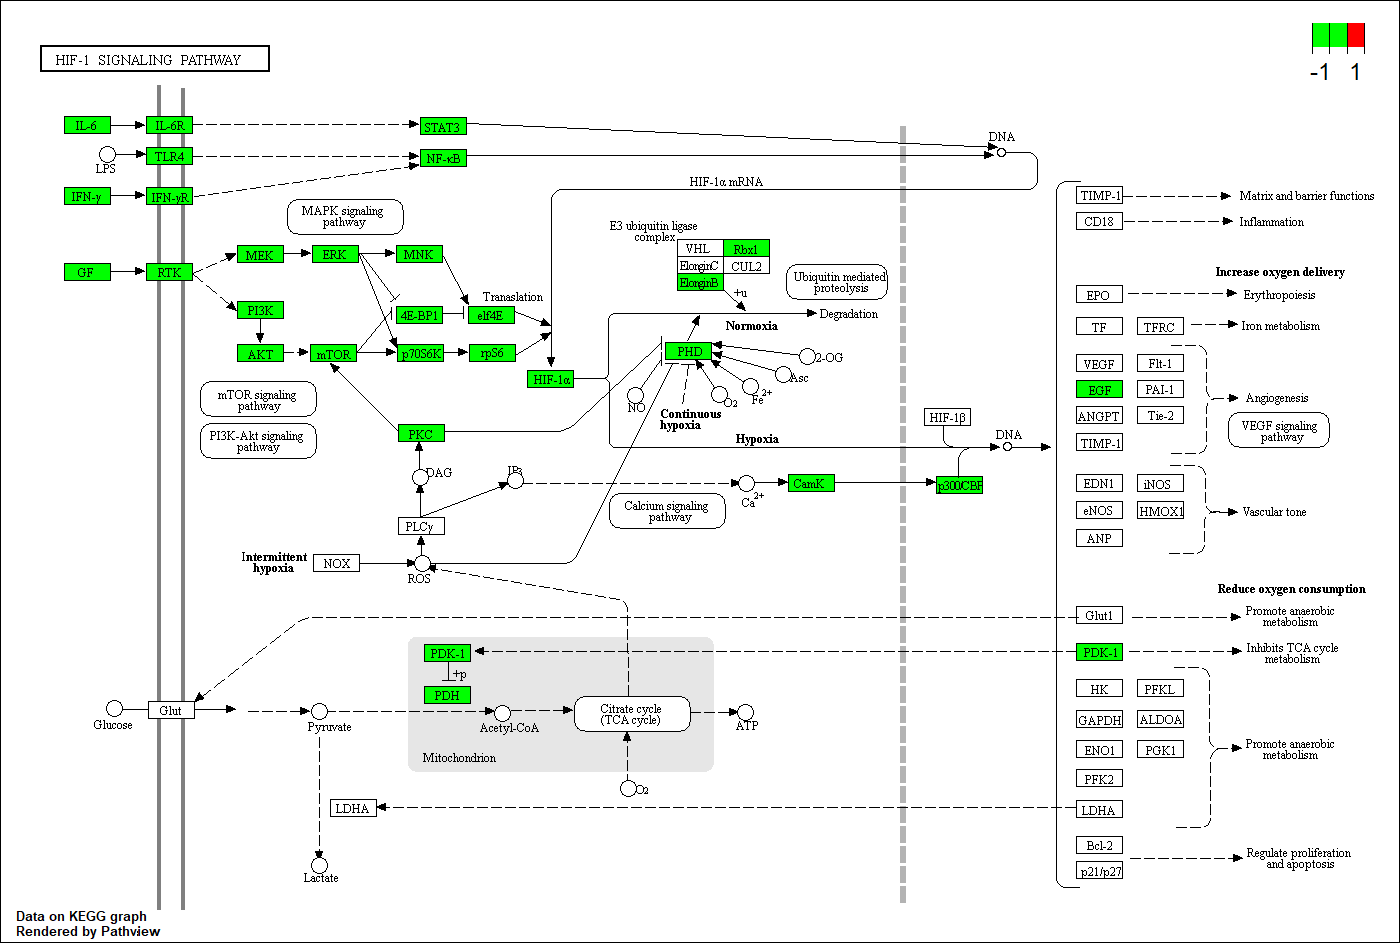 HIF-1 SIGNALING PATHWAY
-1 1
IL-6
IL-6R
STAT3
LPS
TLR4
NF-κB
DNA
IFN-γ
IFN-γR
HIF-1α mRNA
MAPK signaling
pathway
E3 ubiquitin ligase
complex
VHL
Rbx1
ElonginC
CUL2
ElonginB
+u
Ubiquitin mediated
proteolysis
MEK
ERK
MNK
GF
RTK
Translation
PI3K
4E-BP1
eIf4E
Degradation
Normoxia
AKT
mTOR
p70S6K
rpS6
PHD
2-OG
HIF-1α
Asc
Fe2+
O2
NO
mTOR signaling
pathway
Continuous
hypoxia
HIF-1β
PI3K-Akt signaling
pathway
PKC
Hypoxia
DNA
DAG
IP3
Ca2+
CamK
p300/CBP
Calcium signaling
pathway
PLCγ
Intermittent
hypoxia
NOX
ROS
PDK-1
+p
PDH
Glucose
Glut
Pyruvate
Acetyl-CoA
Citrate cycle
(TCA cycle)
ATP
Mitochondrion
O2
LDHA
Lactate
TIMP-1
Matrix and barrier functions
CD18
Inflammation
Increase oxygen delivery
EPO
Erythropoiesis
TF
TFRC
Iron metabolism
VEGF
Flt-1
EGF
PAI-1
Angiogenesis
ANGPT
Tie-2
VEGF signaling
pathway
TIMP-1
EDN1
iNOS
eNOS
HMOX1
Vascular tone
ANP
Reduce oxygen consumption
Glut1
Promote anaerobic
metabolism
PDK-1
Inhibits TCA cycle
metabolism
HK
PFKL
GAPDH
ALDOA
ENO1
PGK1
Promote anaerobic
metabolism
PFK2
LDHA
Bcl-2
p21/p27
Regulate proliferation
and apoptosis
Data on KEGG graph
Rendered by Pathview